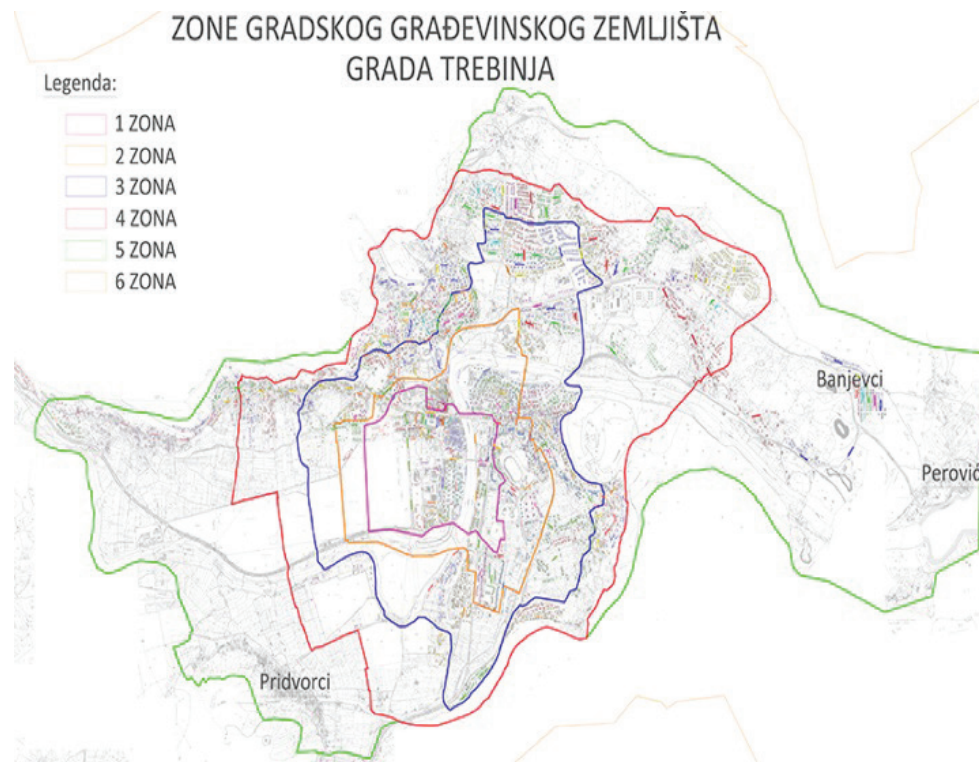 ZONE GRADSKOG GRAĐEVINSKOG ZEMLJIŠTA
GRADA TREBINJA
Legenda:
1 ZONA
2 ZONA
3 ZONA
4 ZONA
5 ZONA
6 ZONA
Banjevci
Perović
Pridvorci